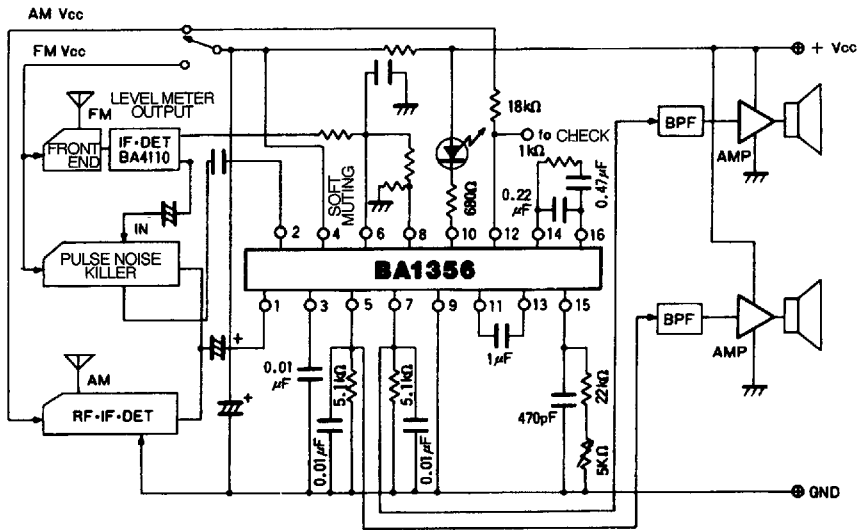 AM Vcc
FM Vcc
+ Vcc
LEVEL METER
OUTPUT
FM
FRONT
END
IF·DET
BA4110
18kΩ
to CHECK
1kΩ
BPF
AMP
SOFT
MUTING
680Ω
0.22
μF
0.47μF
IN
2
4
6
8
10
12
14
16
PULSE NOISE
KILLER
BA1356
1
3
5
7
9
11
13
15
BPF
AMP
+
AM
0.01
μF
5.1kΩ
5.1kΩ
1μF
470pF
22kΩ
RF·IF·DET
+
0.01μF
0.01μF
5KΩ
GND